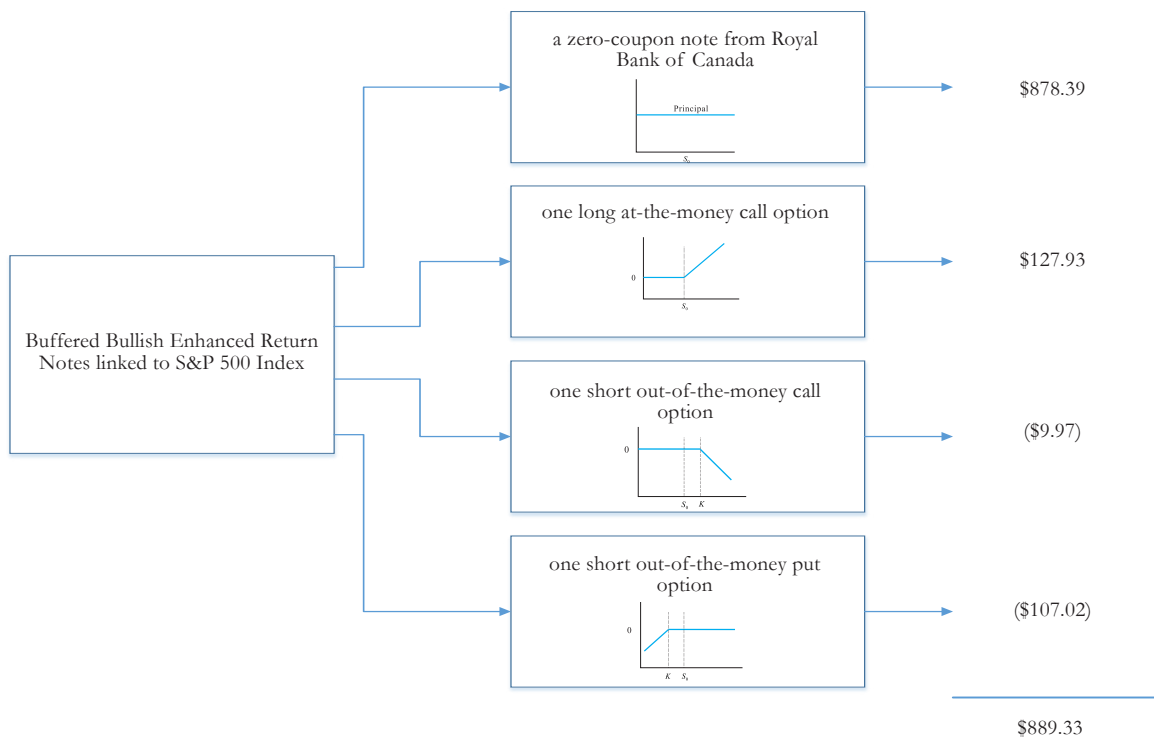 a zero-coupon note from Royal
Bank of Canada
Principal
S₀
$878.39
one long at-the-money call option
0
S₀
$127.93
Buffered Bullish Enhanced Return
Notes linked to S&P 500 Index
one short out-of-the-money call
option
0
S₀ K
($9.97)
one short out-of-the-money put
option
0
K S₀
($107.02)
$889.33